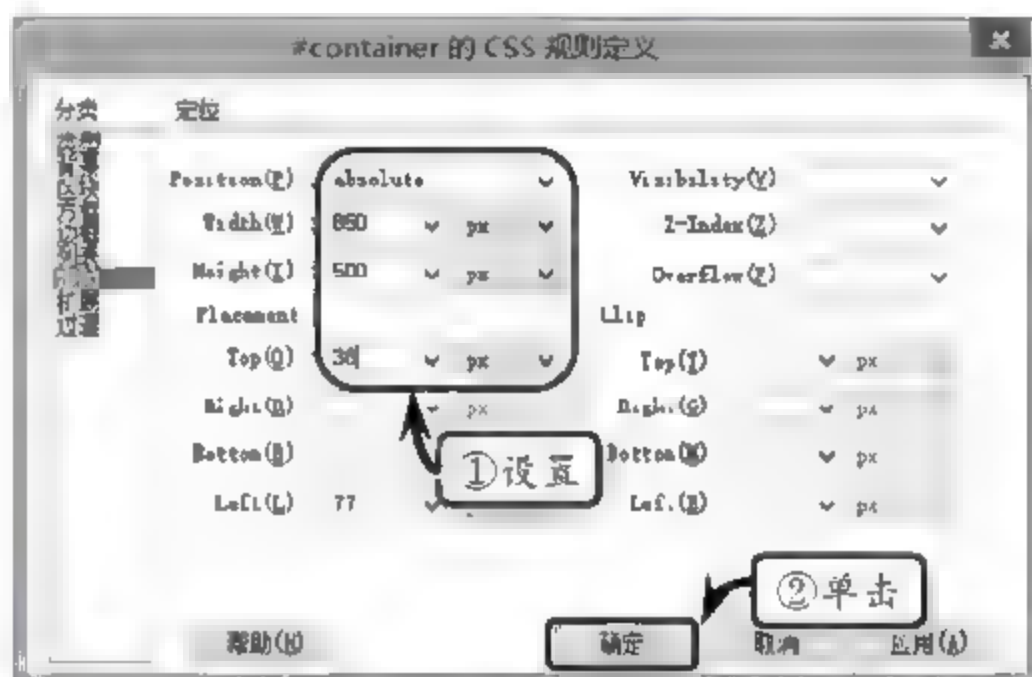 #container 的 CSS 规则定义
分类 定位
Position(P) absolute Visibility(V)
Width(W) px Z-Index(Z)
Height(I) 500 px Overflow(F)
Placement Clip
Top(O) px Top(T) px
Right(R) px Right(G) px
Bottom(B) Bottom(M) px
①设置
Left(L) 77 Left(E) px
②单击
帮助(H) 确定 取消 应用(A)